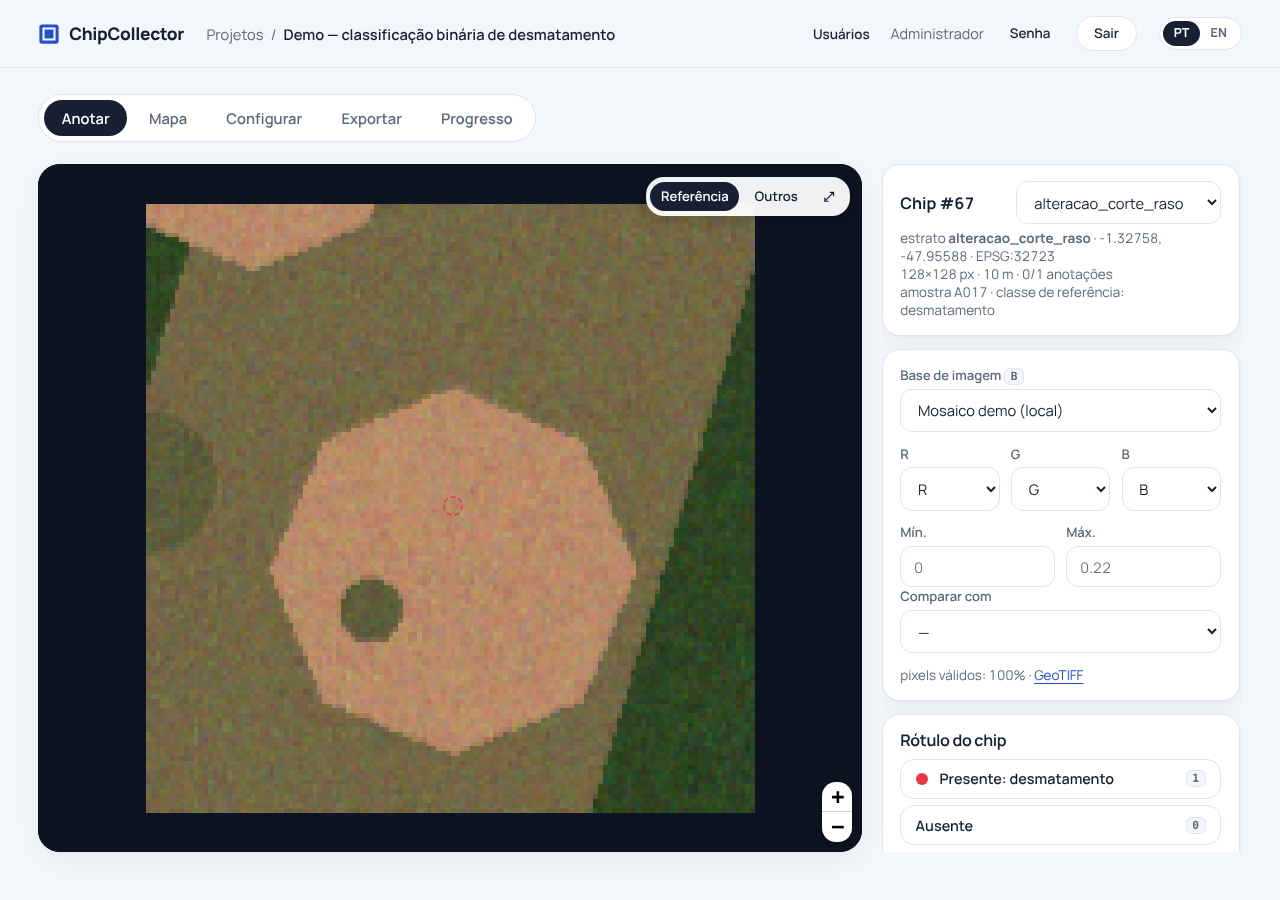 ChipCollector
Projetos / Demo — classificação binária de desmatamento
Usuários
Administrador
Senha
Sair
PT
EN
Anotar
Mapa
Configurar
Exportar
Progresso
Referência
Outros
+
−
Chip #67
alteracao_corte_raso
estrato alteracao_corte_raso · -1.32758,
-47.95588 · EPSG:32723
128×128 px · 10 m · 0/1 anotações
amostra A017 · classe de referência:
desmatamento
Base de imagem B
Mosaico demo (local)
R G B
R G B
Mín. Máx.
0 0.22
Comparar com
—
pixels válidos: 100% · GeoTIFF
Rótulo do chip
Presente: desmatamento 1
Ausente 0